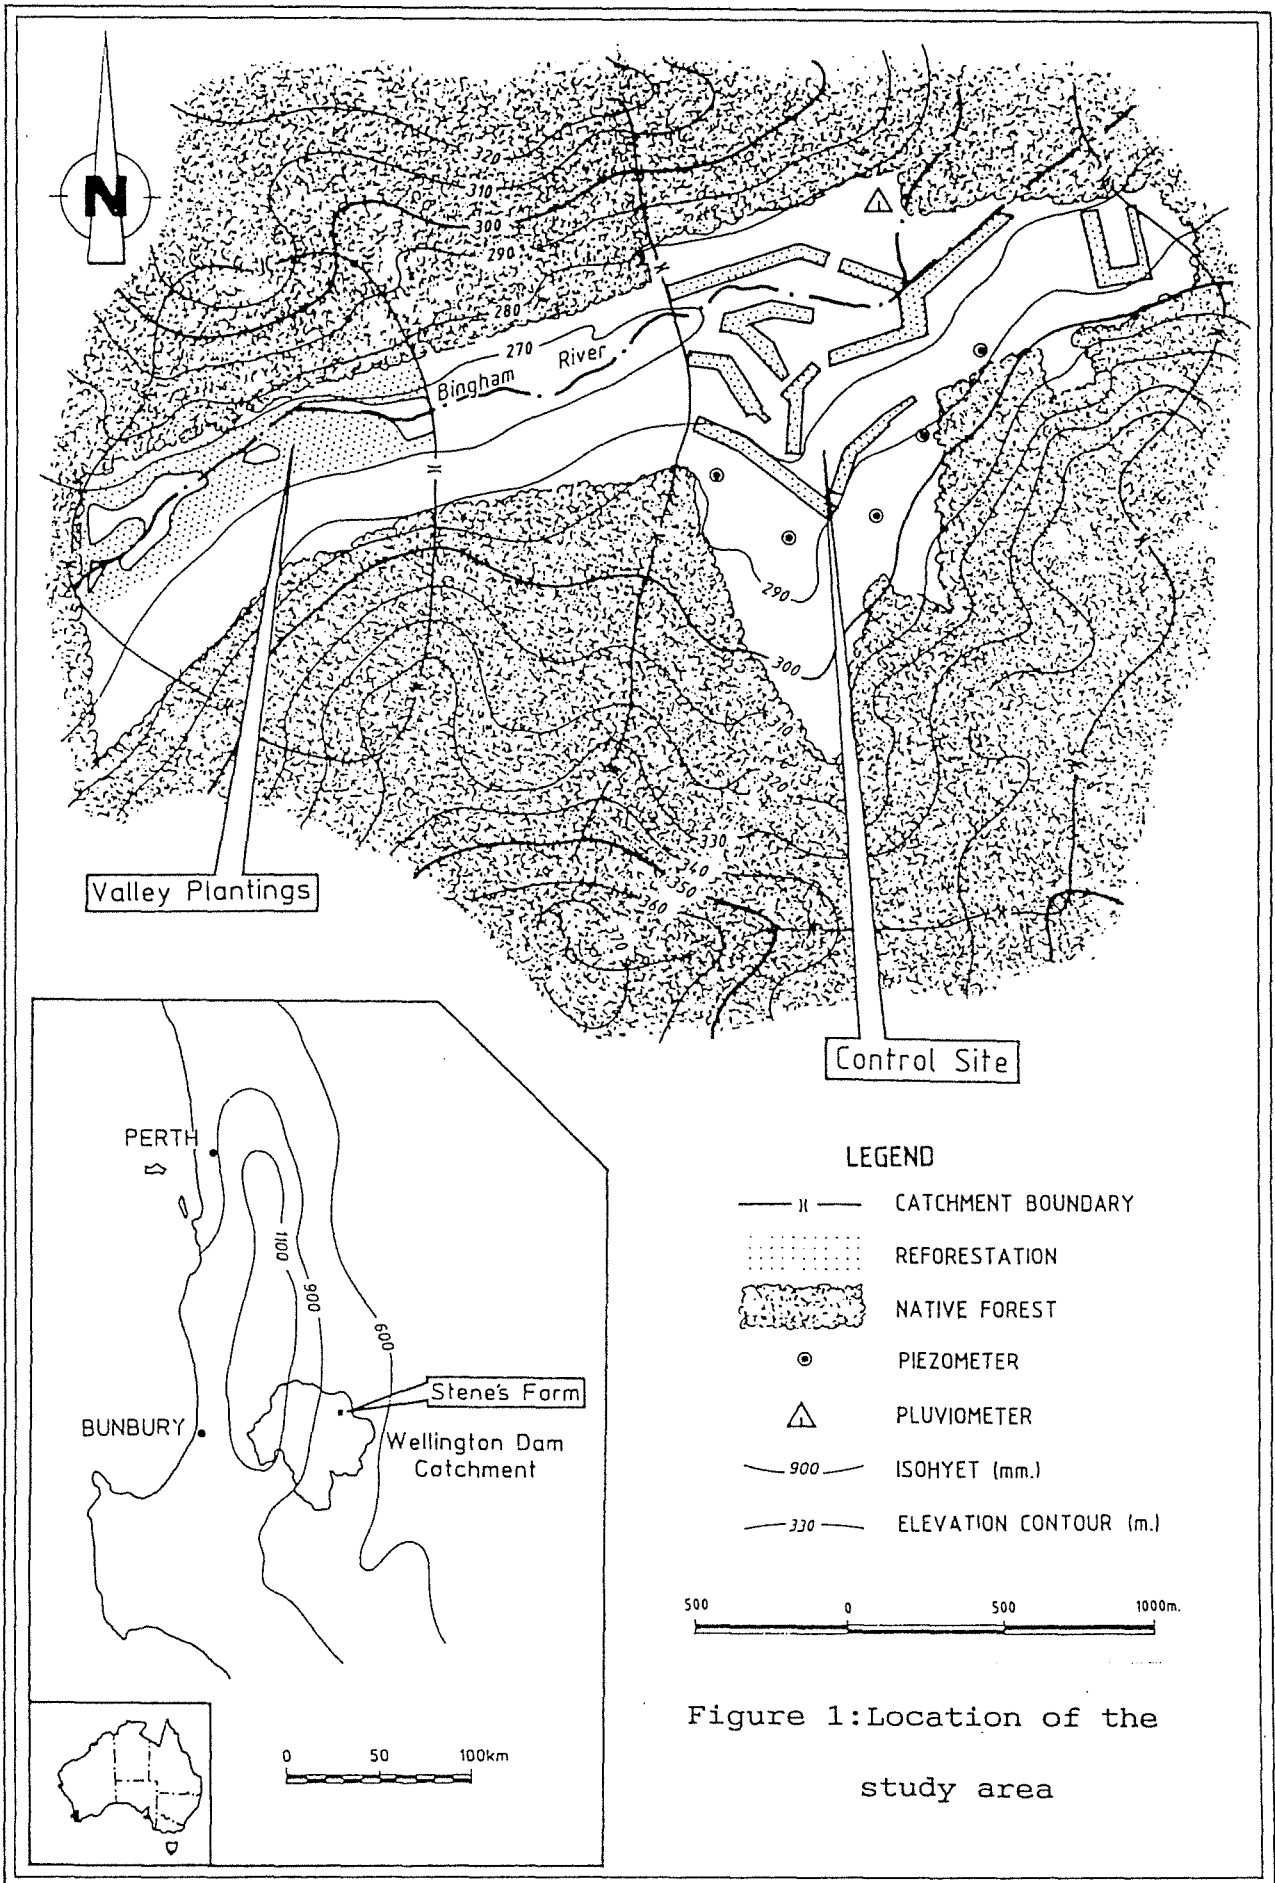 N
320
310
300
290
280
270
Bingham River
290
300
310
320
330
340
350
360
370
Valley Plantings
Control Site
PERTH
1100
900
600
Stene's Farm
BUNBURY
Wellington Dam
Catchment
0 50 100km
LEGEND
CATCHMENT BOUNDARY
REFORESTATION
NATIVE FOREST
PIEZOMETER
PLUVIOMETER
900 ISOHYET (mm.)
330 ELEVATION CONTOUR (m.)
500 0 500 1000m.
Figure 1:Location of the
study area